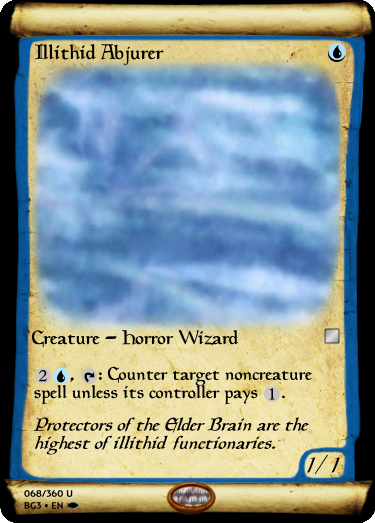 Illithid Abjurer
Creature – Horror Wizard
2 , : Counter target noncreature
spell unless its controller pays 1.
Protectors of the Elder Brain are the
highest of illithid functionaries.
1/1
068/360 U
BG3 • EN